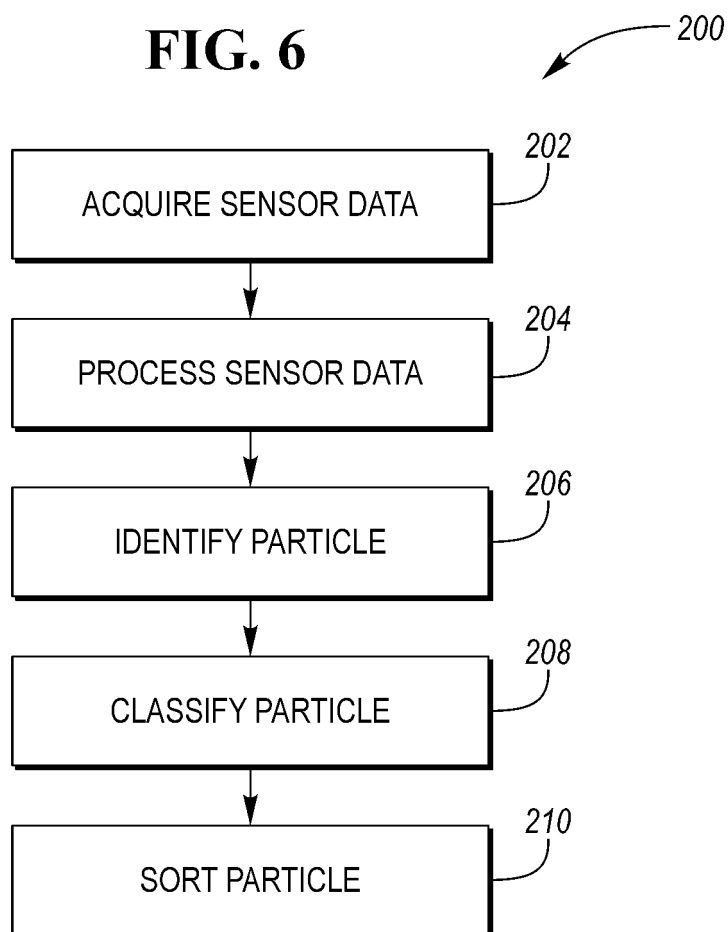 FIG. 6
200
ACQUIRE SENSOR DATA
202
PROCESS SENSOR DATA
204
IDENTIFY PARTICLE
206
CLASSIFY PARTICLE
208
SORT PARTICLE
210